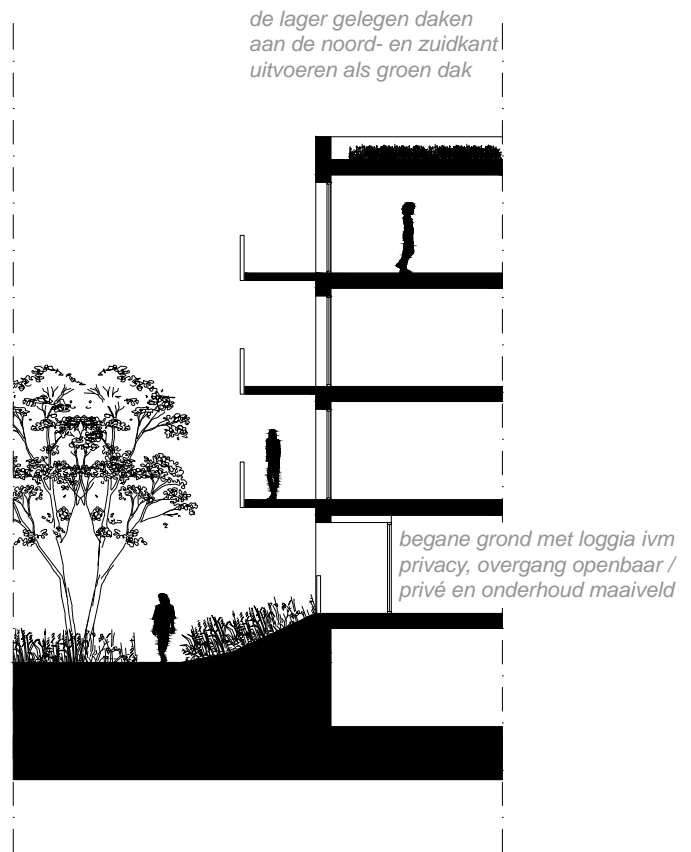 de lager gelegen daken
aan de noord- en zuidkant
uitvoeren als groen dak
begane grond met loggia ivm
privacy, overgang openbaar /
privé en onderhoud maaiveld